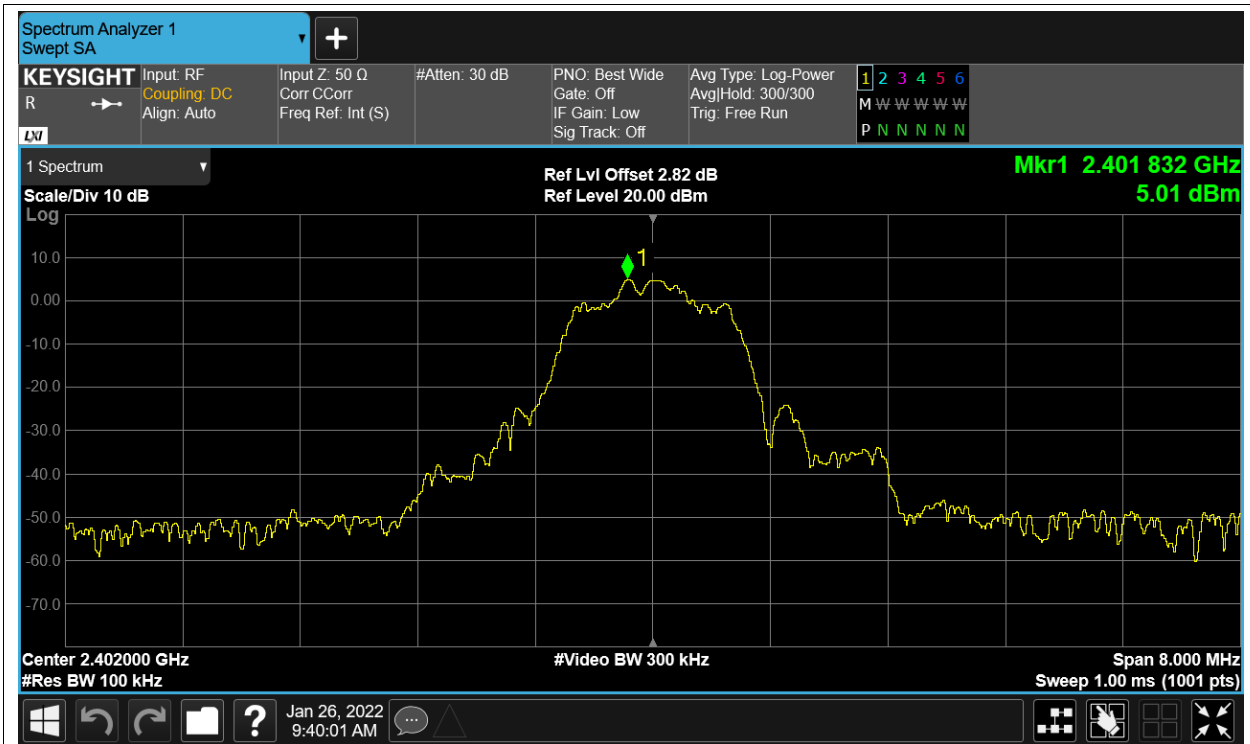 Spectrum Analyzer 1
Swept SA
KEYSIGHT
R
LXI
Input: RF
Coupling: DC
Align: Auto
Input Z: 50 Ω
Corr CCorr
Freq Ref: Int (S)
#Atten: 30 dB
PNO: Best Wide
Gate: Off
IF Gain: Low
Sig Track: Off
Avg Type: Log-Power
Avg|Hold: 300/300
Trig: Free Run
1 2 3 4 5 6
M W W W W W W
P N N N N N
1 Spectrum
Scale/Div 10 dB
Ref Lvl Offset 2.82 dB
Ref Level 20.00 dBm
Mkr1 2.401 832 GHz
5.01 dBm
Log
10.0
0.00
-10.0
-20.0
-30.0
-40.0
-50.0
-60.0
-70.0
1
Center 2.402000 GHz
#Res BW 100 kHz
#Video BW 300 kHz
Span 8.000 MHz
Sweep 1.00 ms (1001 pts)
?
Jan 26, 2022
9:40:01 AM